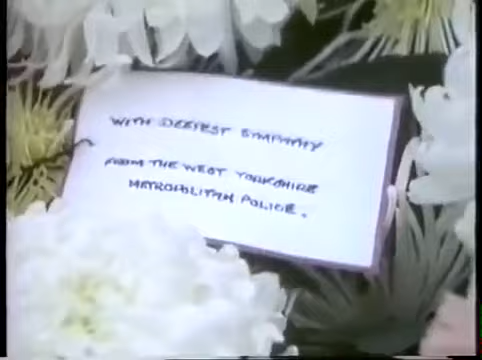 WITH DEEPEST SYMPATHY
FROM THE WEST YORKSHIRE
METROPOLITAN POLICE.